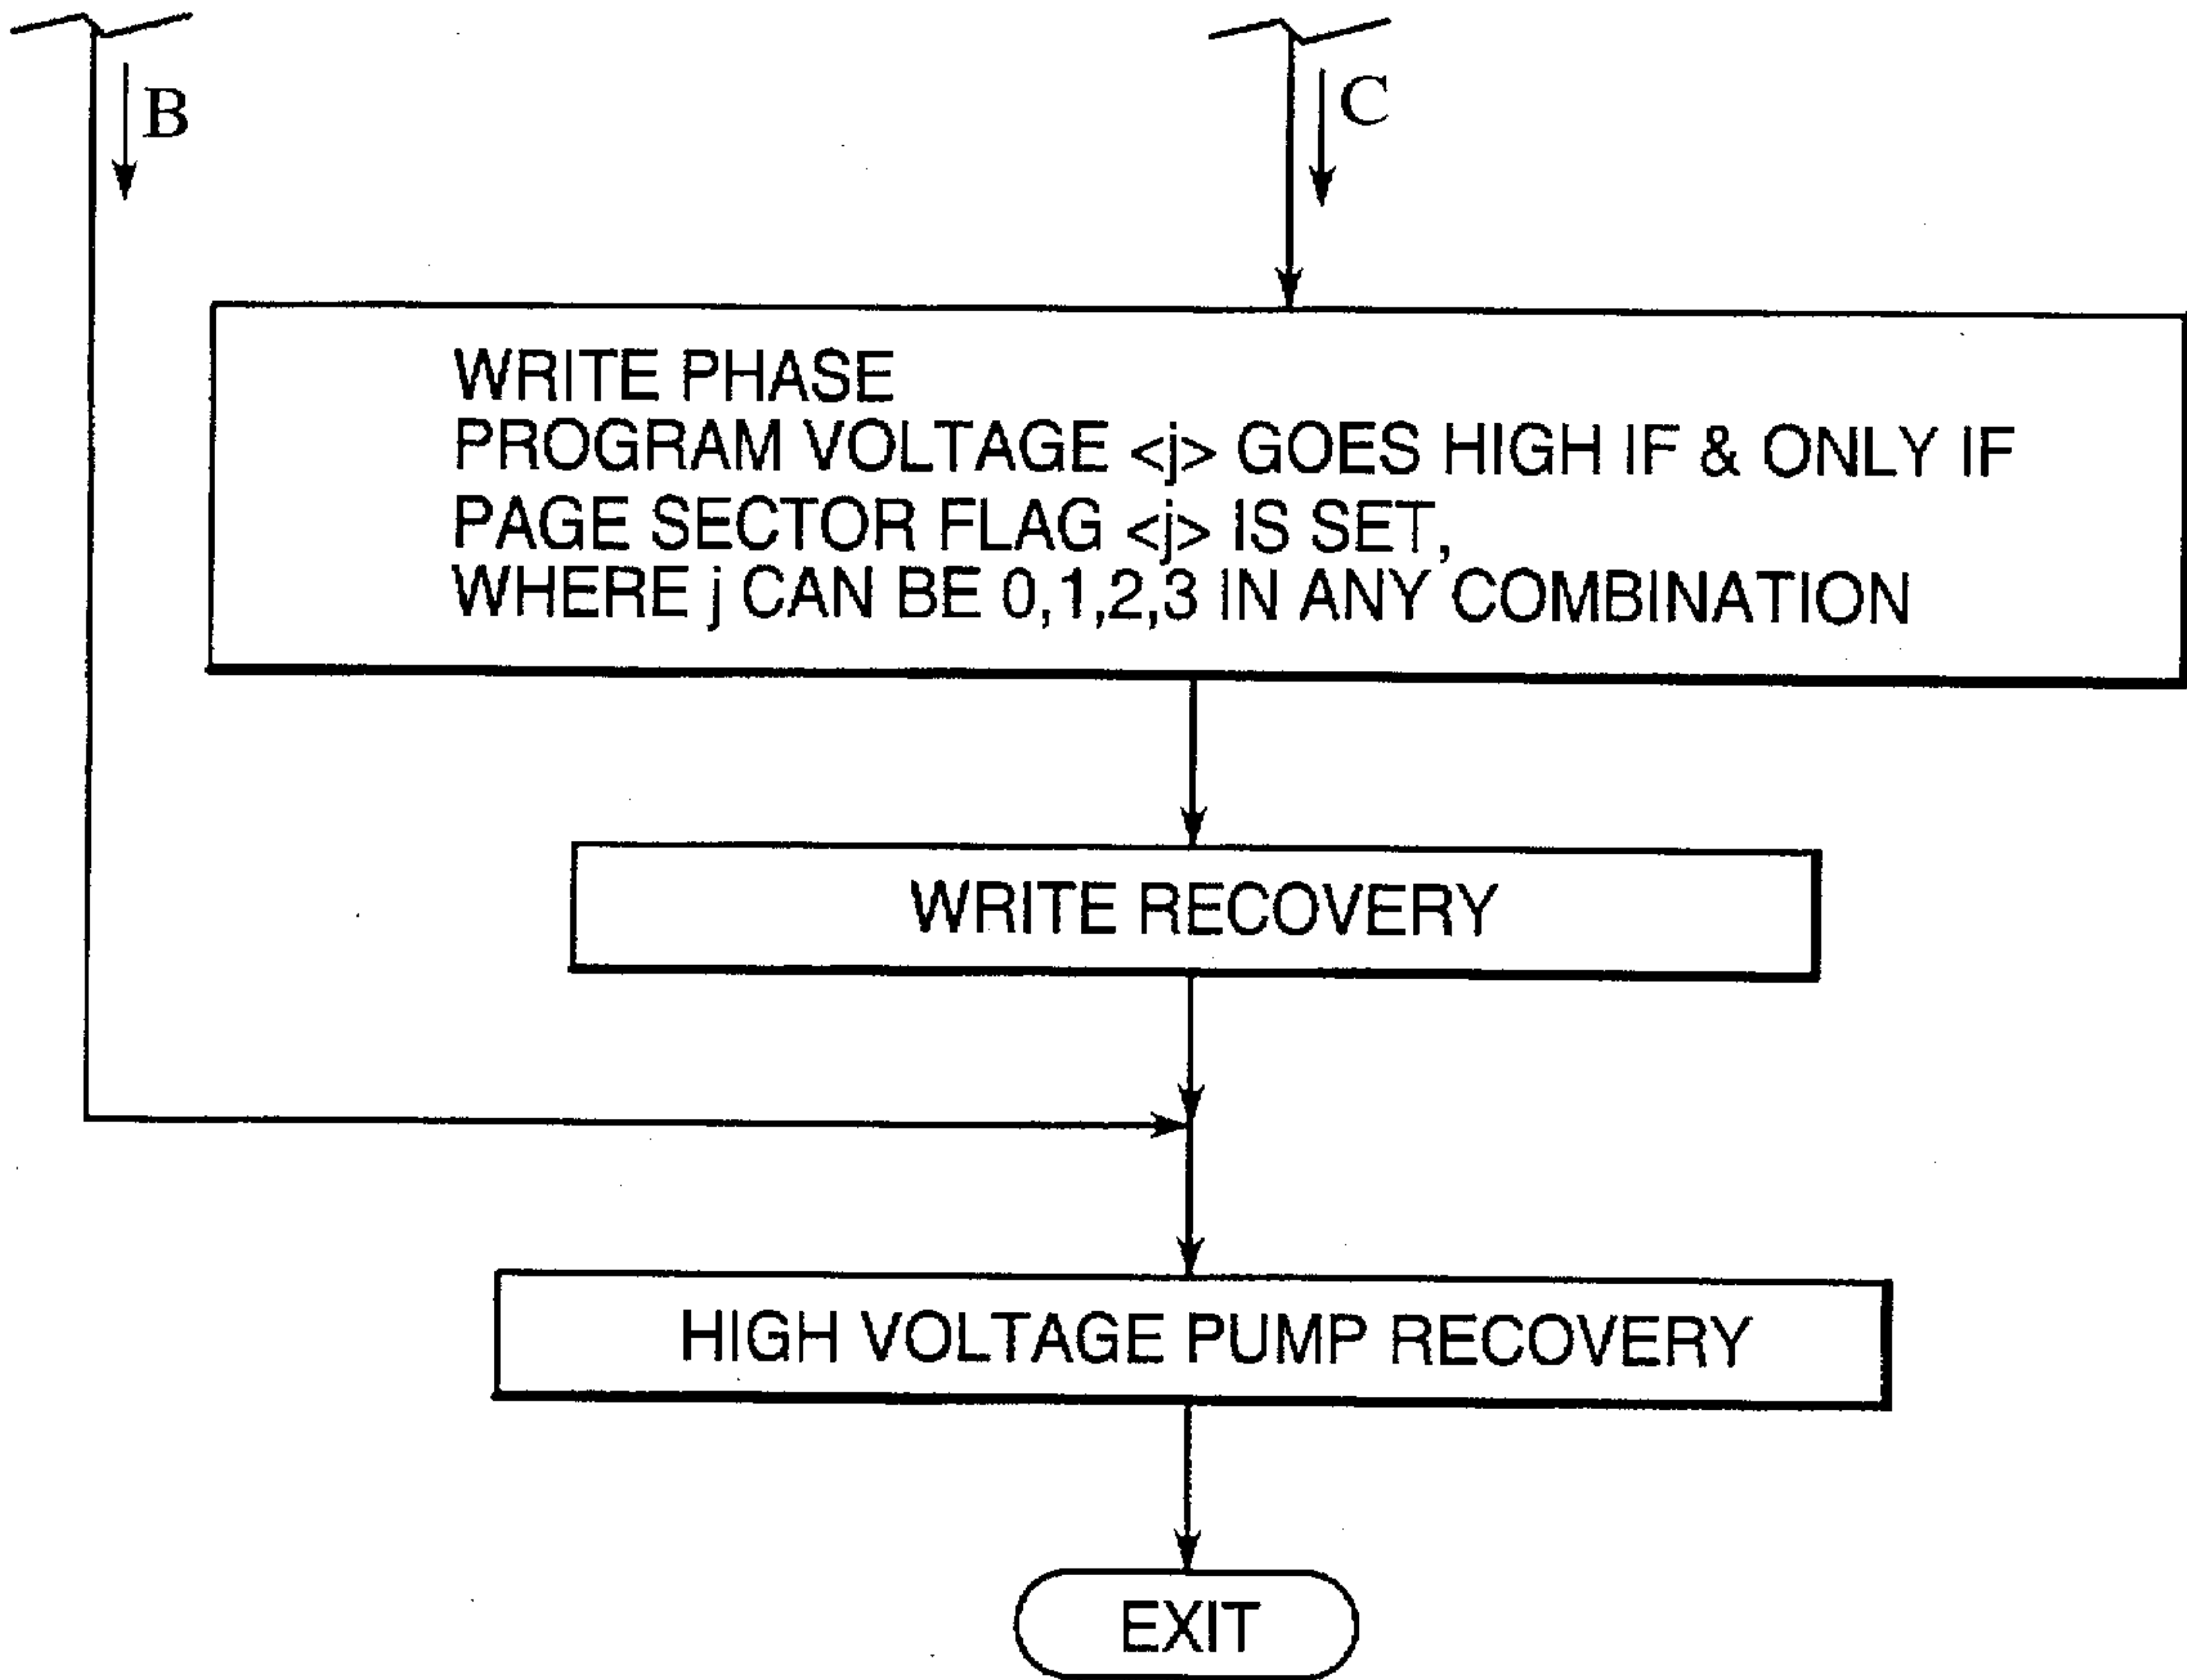 B
C
WRITE PHASE
PROGRAM VOLTAGE <j> GOES HIGH IF & ONLY IF
PAGE SECTOR FLAG <j> IS SET,
WHERE j CAN BE 0,1,2,3 IN ANY COMBINATION
WRITE RECOVERY
HIGH VOLTAGE PUMP RECOVERY
EXIT